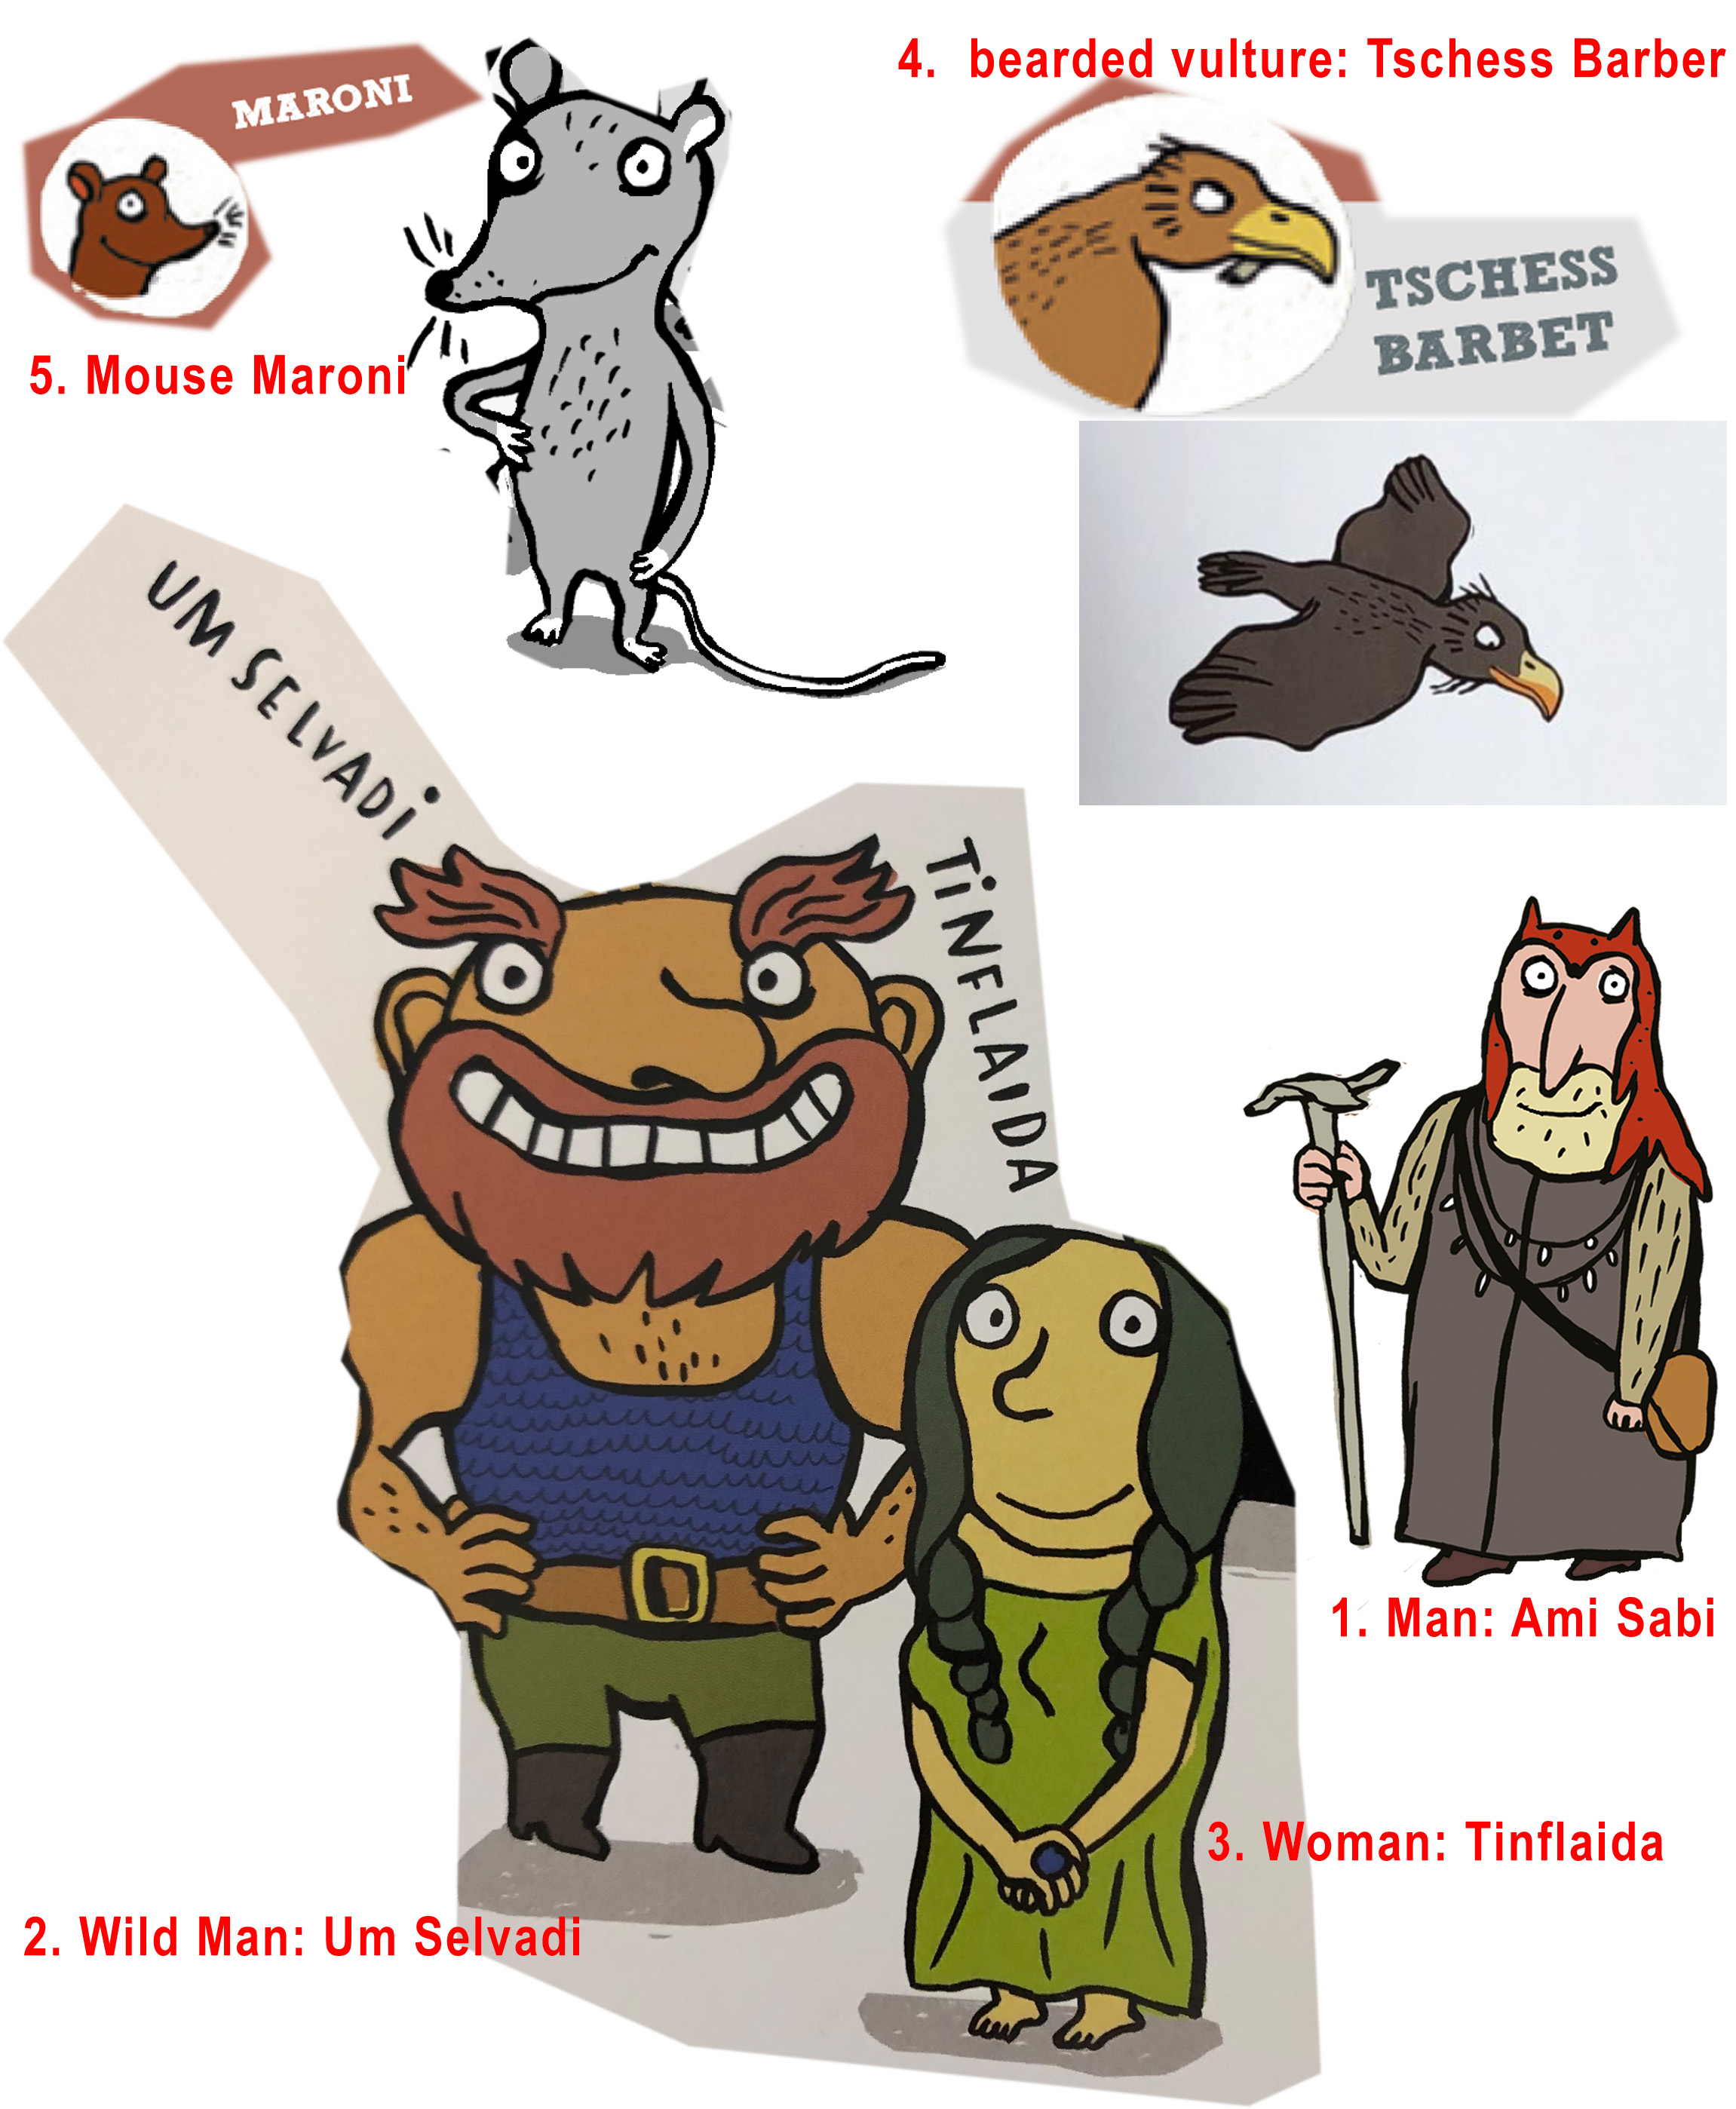 MARONI
4. bearded vulture: Tschess Barber
TSCHESS
BARBET
5. Mouse Maroni
UM SELVADI
TINFLAIDA
1. Man: Ami Sabi
3. Woman: Tinflaida
2. Wild Man: Um Selvadi